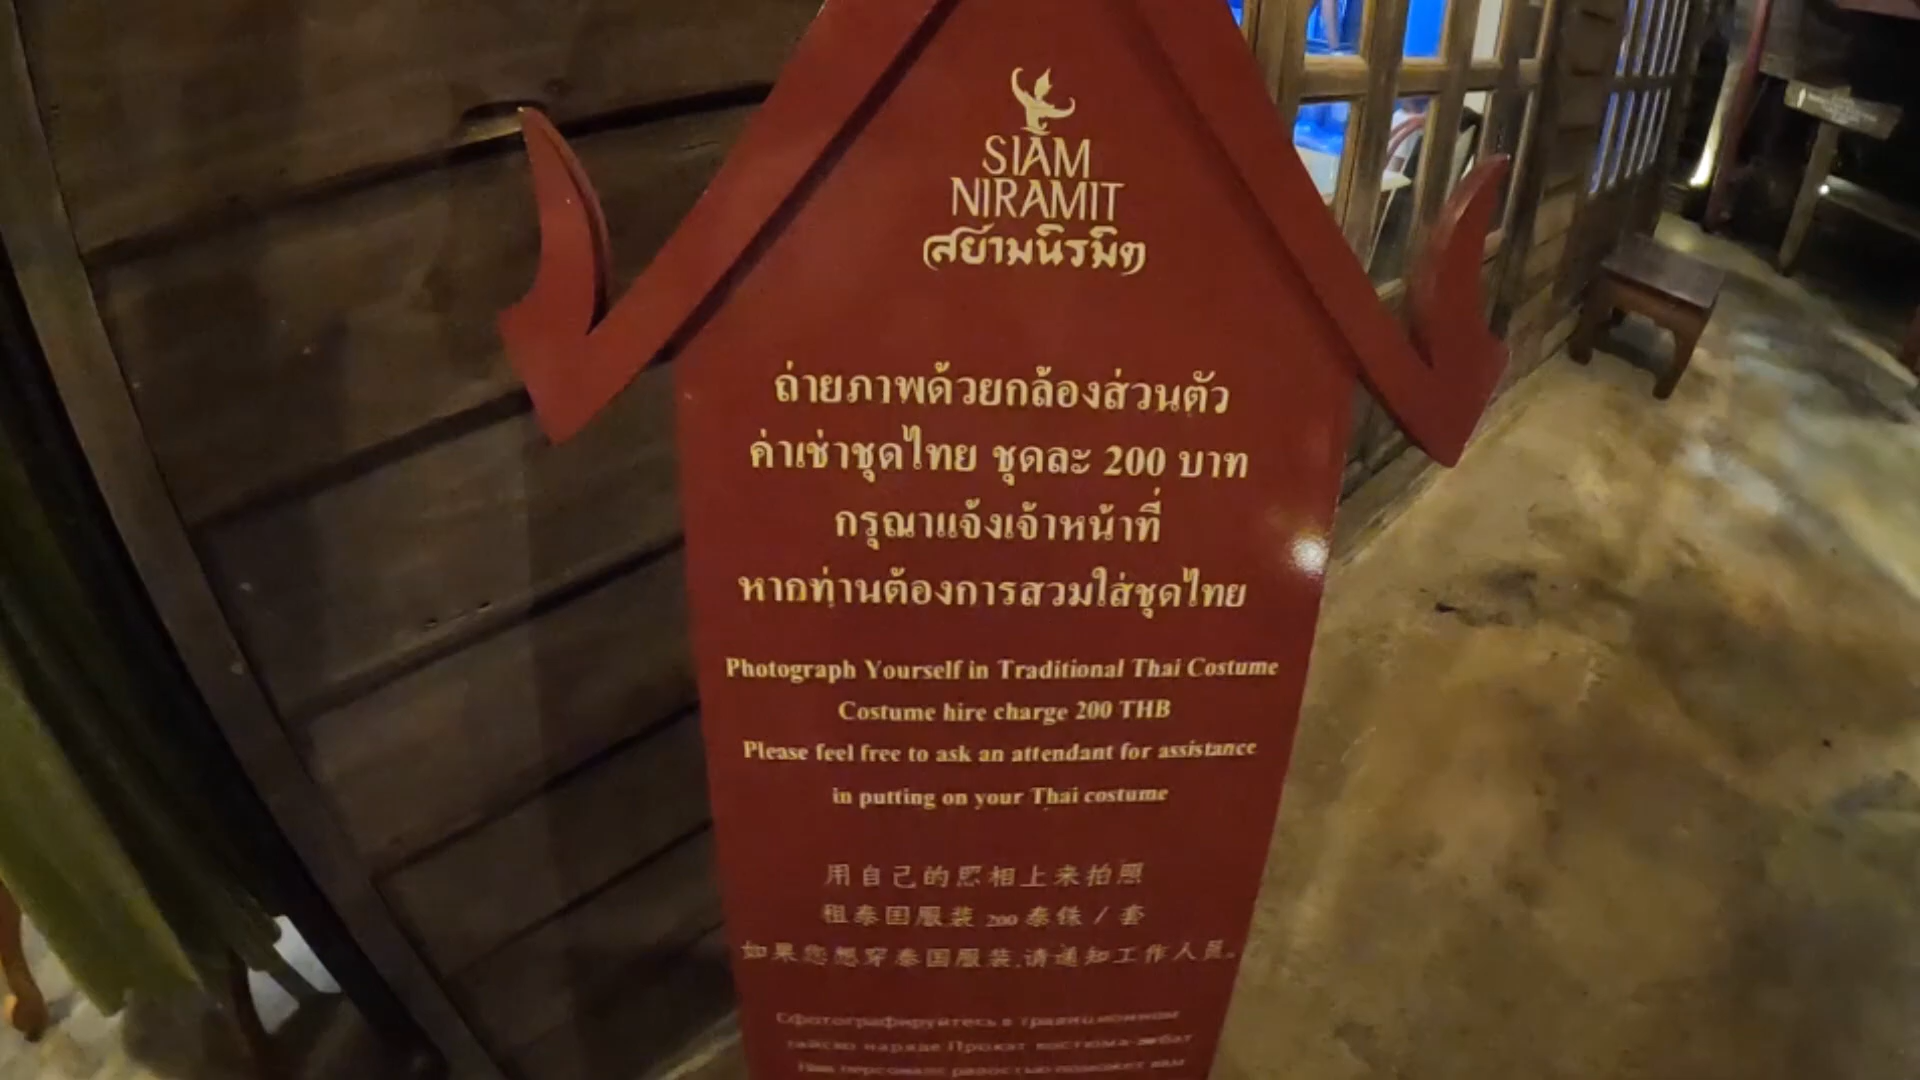 SIAM
NIRAMIT
สยามนิรมิต
ถ่ายภาพด้วยกล้องส่วนตัว
ค่าเช่าชุดไทย ชุดละ 200 บาท
กรุณาแจ้งเจ้าหน้าที่
หากท่านต้องการสวมใส่ชุดไทย
Photograph Yourself in Traditional Thai Costume
Costume hire charge 200 THB
Please feel free to ask an attendant for assistance
in putting on your Thai costume
用自己的照相上来拍照
租泰国服装 200 泰铢 / 套
如果您想穿泰国服装,请通知工作人员。
Сфотографируйтесь в традиционном
наряде Прокат костюма